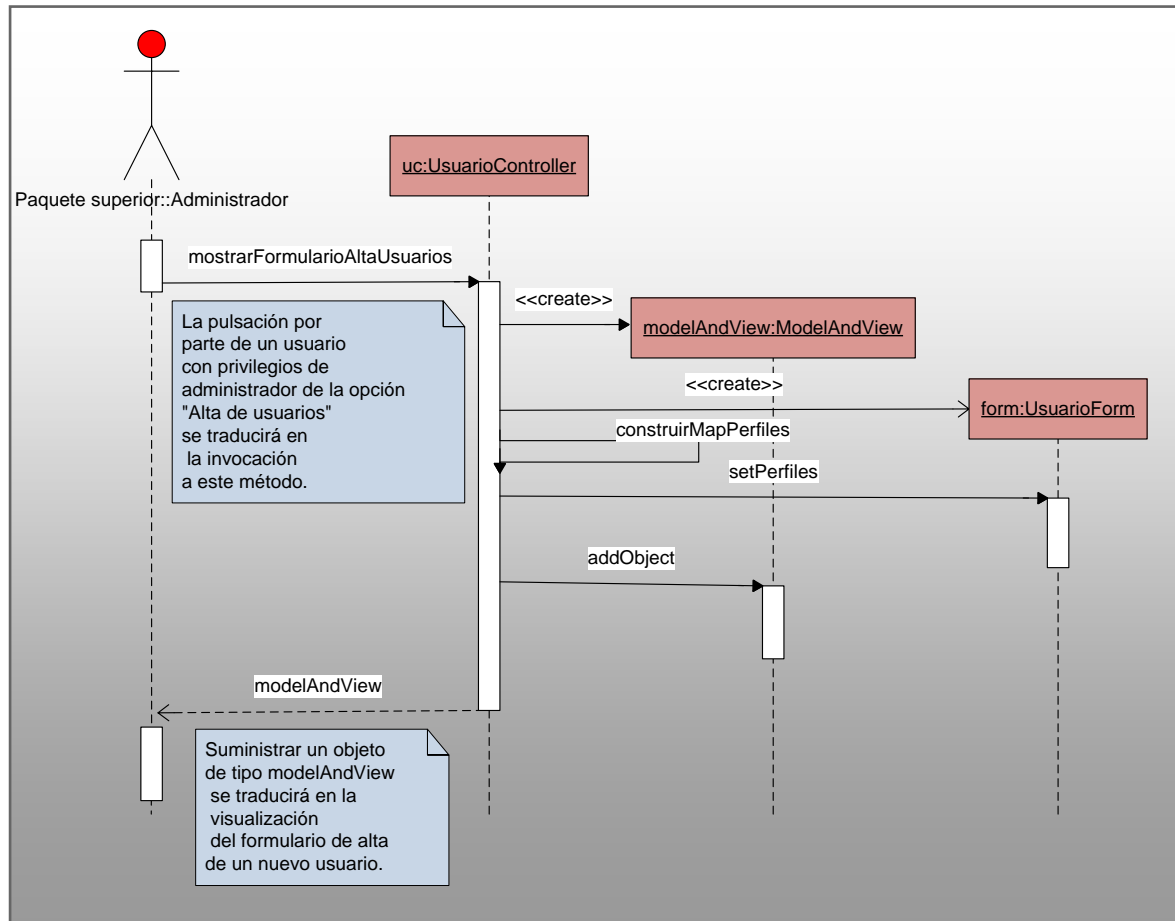 Paquete superior::Administrador
uc:UsuarioController
mostrarFormularioAltaUsuarios
<<create>>
modelAndView:ModelAndView
La pulsación por
parte de un usuario
con privilegios de
administrador de la opción
"Alta de usuarios"
se traducirá en
la invocación
a este método.
<<create>>
form:UsuarioForm
construirMapPerfiles
setPerfiles
addObject
modelAndView
Suministrar un objeto
de tipo modelAndView
se traducirá en la
visualización
del formulario de alta
de un nuevo usuario.